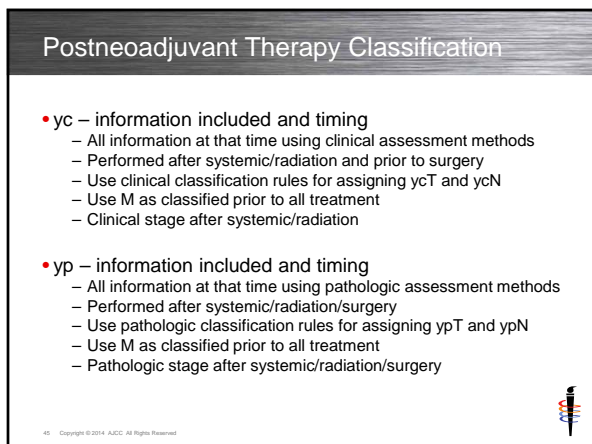 Postneoadjuvant Therapy Classification
• yc – information included and timing
– All information at that time using clinical assessment methods
– Performed after systemic/radiation and prior to surgery
– Use clinical classification rules for assigning ycT and ycN
– Use M as classified prior to all treatment
– Clinical stage after systemic/radiation
• yp – information included and timing
– All information at that time using pathologic assessment methods
– Performed after systemic/radiation/surgery
– Use pathologic classification rules for assigning ypT and ypN
– Use M as classified prior to all treatment
– Pathologic stage after systemic/radiation/surgery
45 Copyright © 2014 AJCC All Rights Reserved